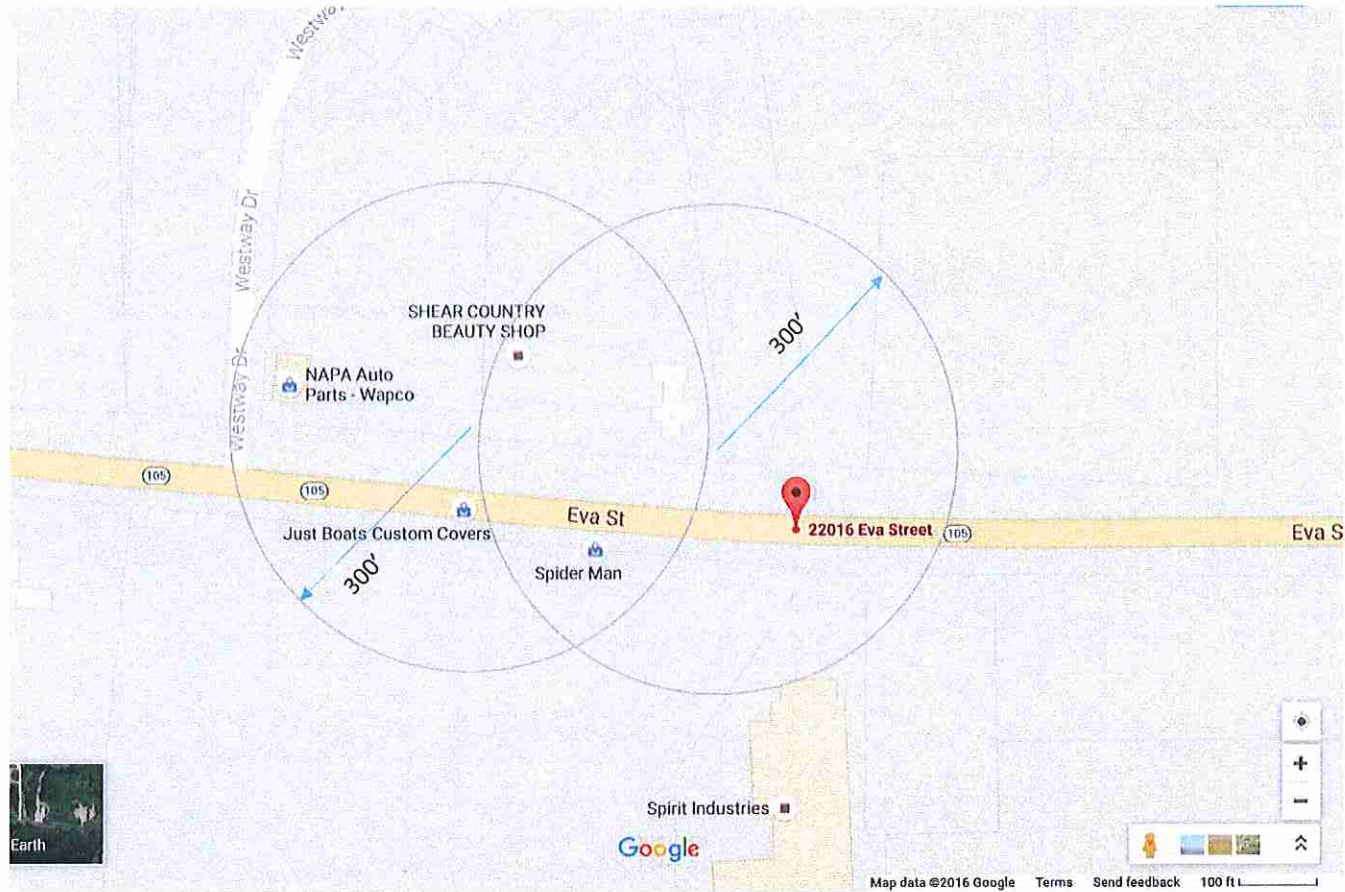 Westway
Westway Dr
SHEAR COUNTRY
BEAUTY SHOP
300'
NAPA Auto
Parts - Wapco
Westway Dr
105
105
Eva St
Just Boats Custom Covers
22016 Eva Street
105
Eva S
Spider Man
300'
Spirit Industries
Earth
Google
Map data ©2016 Google Terms Send feedback 100 ft